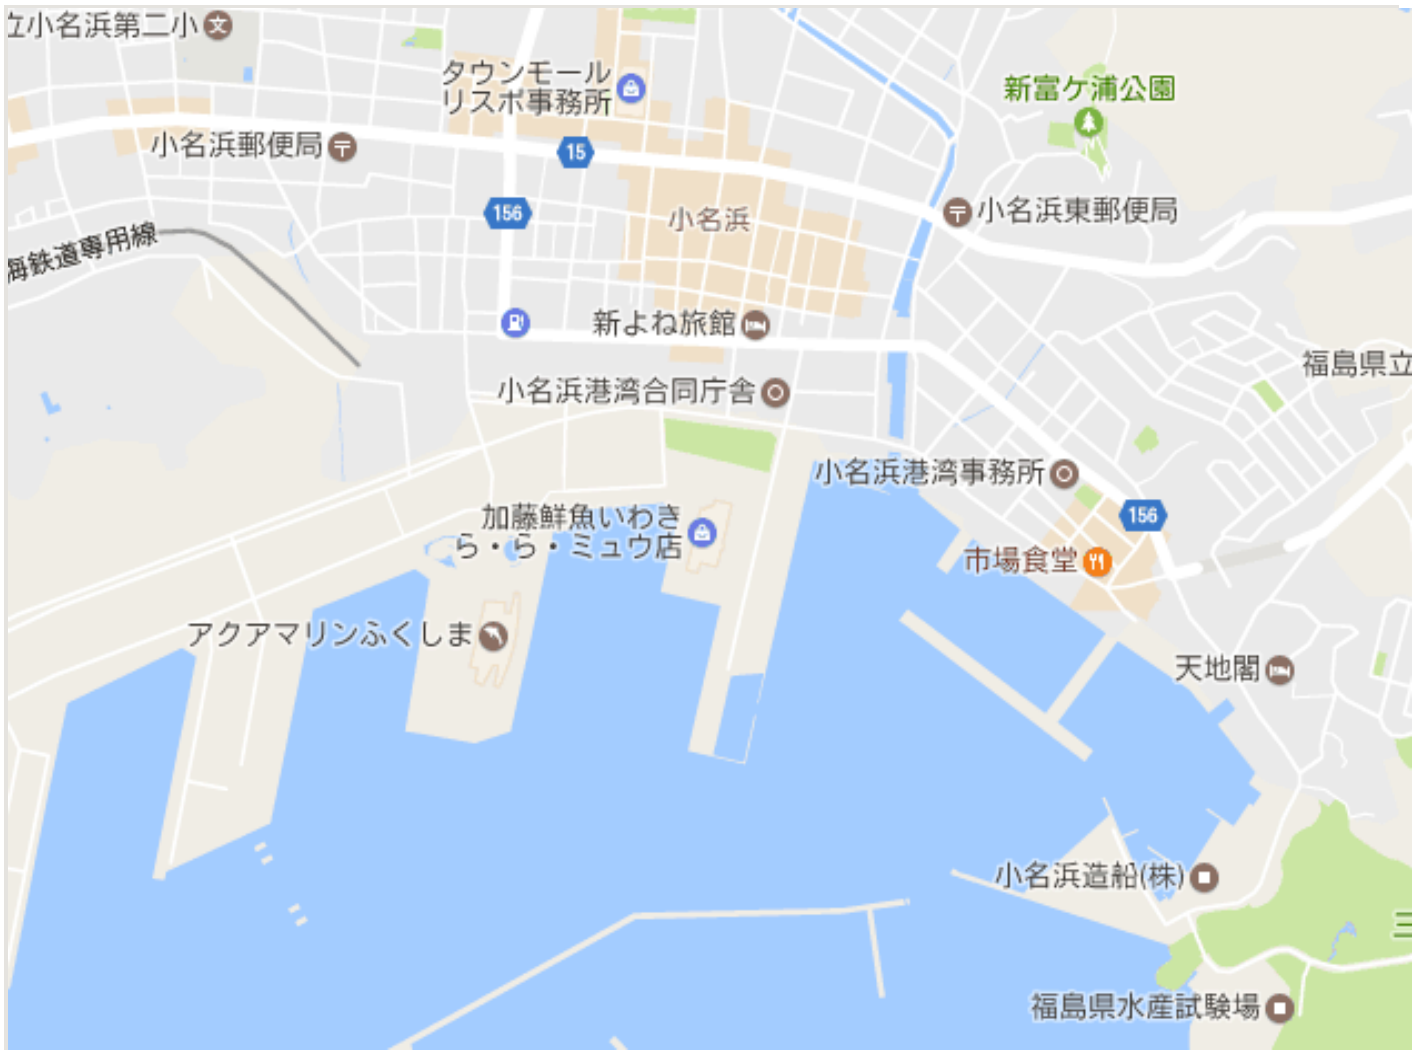 立小名浜第二小
タウンモール
リスポ事務所
新富ケ浦公園
小名浜郵便局
15
156
小名浜
小名浜東郵便局
海鉄道専用線
新よね旅館
福島県立
小名浜港湾合同庁舎
小名浜港湾事務所
156
加藤鮮魚いわき
ら・ら・ミュウ店
市場食堂
アクアマリンふくしま
天地閣
小名浜造船(株)
三
福島県水産試験場